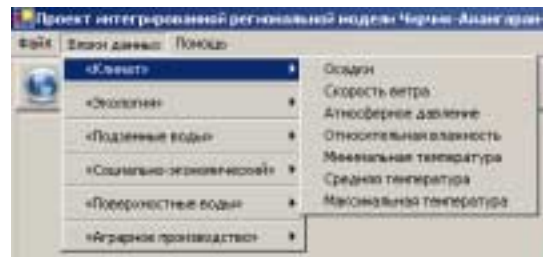 Проект интегрированной региональной модели Чирчик-Ахангаран-
Файл Блоки данных Помощь
«Климат»
«Экология»
«Подземные воды»
«Социально-экономический»
«Поверхностные воды»
«Аграрное производство»
Осадки
Скорость ветра
Атмосферное давление
Относительная влажность
Минимальная температура
Средняя температура
Максимальная температура